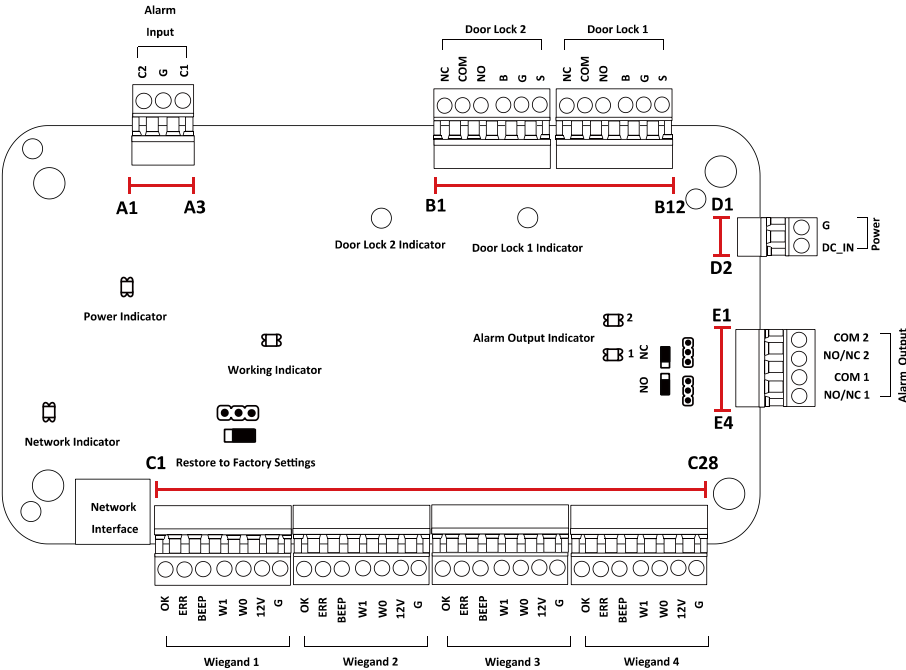 Alarm
Input
C2 G C1
Door Lock 2
NC COM NO B G S
Door Lock 1
NC COM NO B G S
A1 A3
B1 B12
D1
D2
G
DC_IN
Power
Door Lock 2 Indicator
Door Lock 1 Indicator
Power Indicator
Working Indicator
Network Indicator
Alarm Output Indicator
2
1
NC
NO
E1
E4
COM 2
NO/NC 2
COM 1
NO/NC 1
Alarm Output
Restore to Factory Settings
C1 C28
Network
Interface
OK ERR BEEP W1 W0 12V G
OK ERR BEEP W1 W0 12V G
OK ERR BEEP W1 W0 12V G
OK ERR BEEP W1 W0 12V G
Wiegand 1
Wiegand 2
Wiegand 3
Wiegand 4